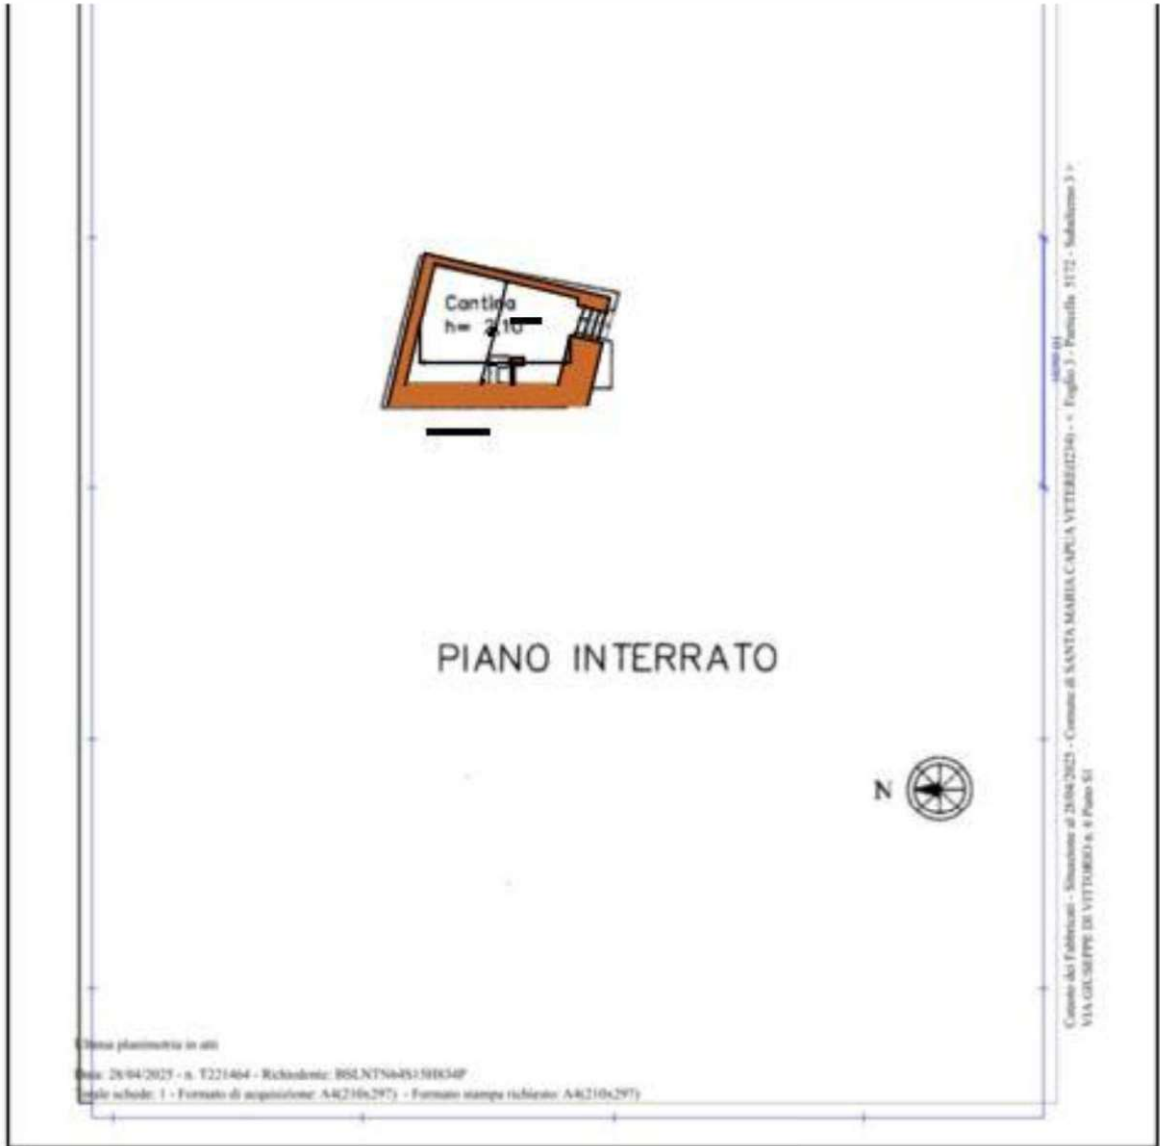 Cantina
h= 2,10
PIANO INTERRATO
N
Ultima planimetria in atti
Data: 28/04/2025 - n. T221464 - Richiedente:
Totale schede: 1 - Formato di acquisizione: A4(210x297) - Formato stampa richiesto: A4(210x297)
Catasto dei Fabbricati - Situazione al 28/04/2025 - Comune di SANTA MARIA CAPUA VETERE(I234) - < Foglio 3 - Particella 5172 - Subalterno 3 >
VIA GIUSEPPE DI VITTORIO n. 6 Piano S1